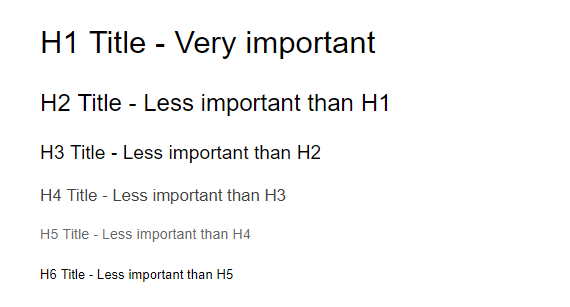 H1 Title - Very important
H2 Title - Less important than H1
H3 Title - Less important than H2
H4 Title - Less important than H3
H5 Title - Less important than H4
H6 Title - Less important than H5